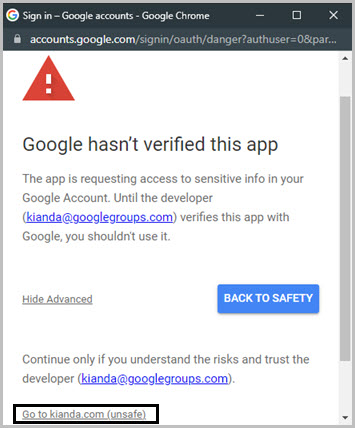 Sign in – Google accounts - Google Chrome
accounts.google.com/signin/oauth/danger?authuser=0&par...
Google hasn't verified this app
The app is requesting access to sensitive info in your
Google Account. Until the developer
(kianda@googlegroups.com) verifies this app with
Google, you shouldn't use it.
Hide Advanced
BACK TO SAFETY
Continue only if you understand the risks and trust the
developer (kianda@googlegroups.com).
Go to kianda.com (unsafe)